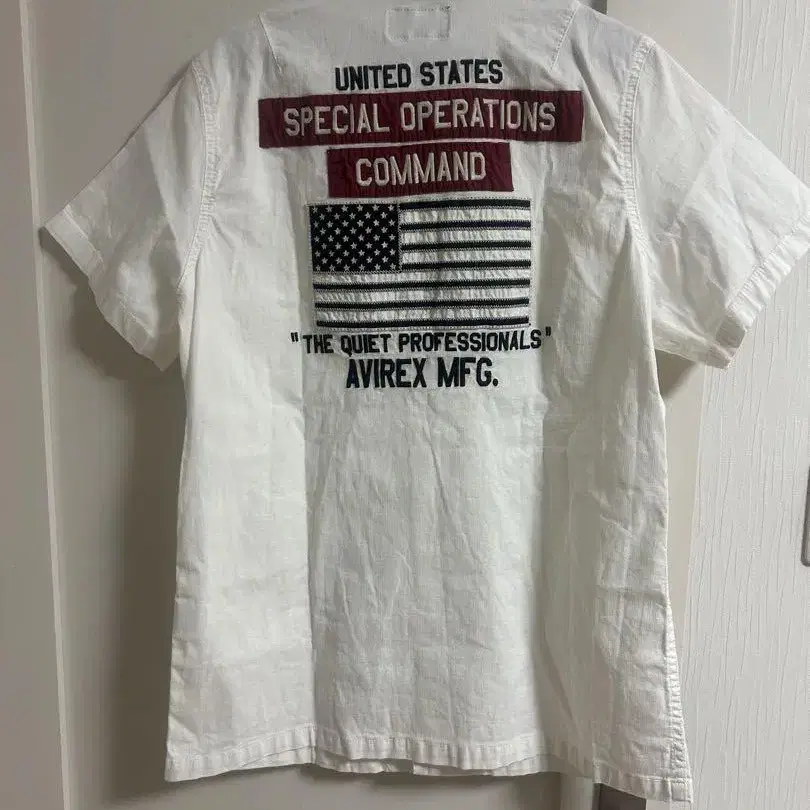 UNITED STATES
SPECIAL OPERATIONS
COMMAND
"THE QUIET PROFESSIONALS"
AVIREX MFG.